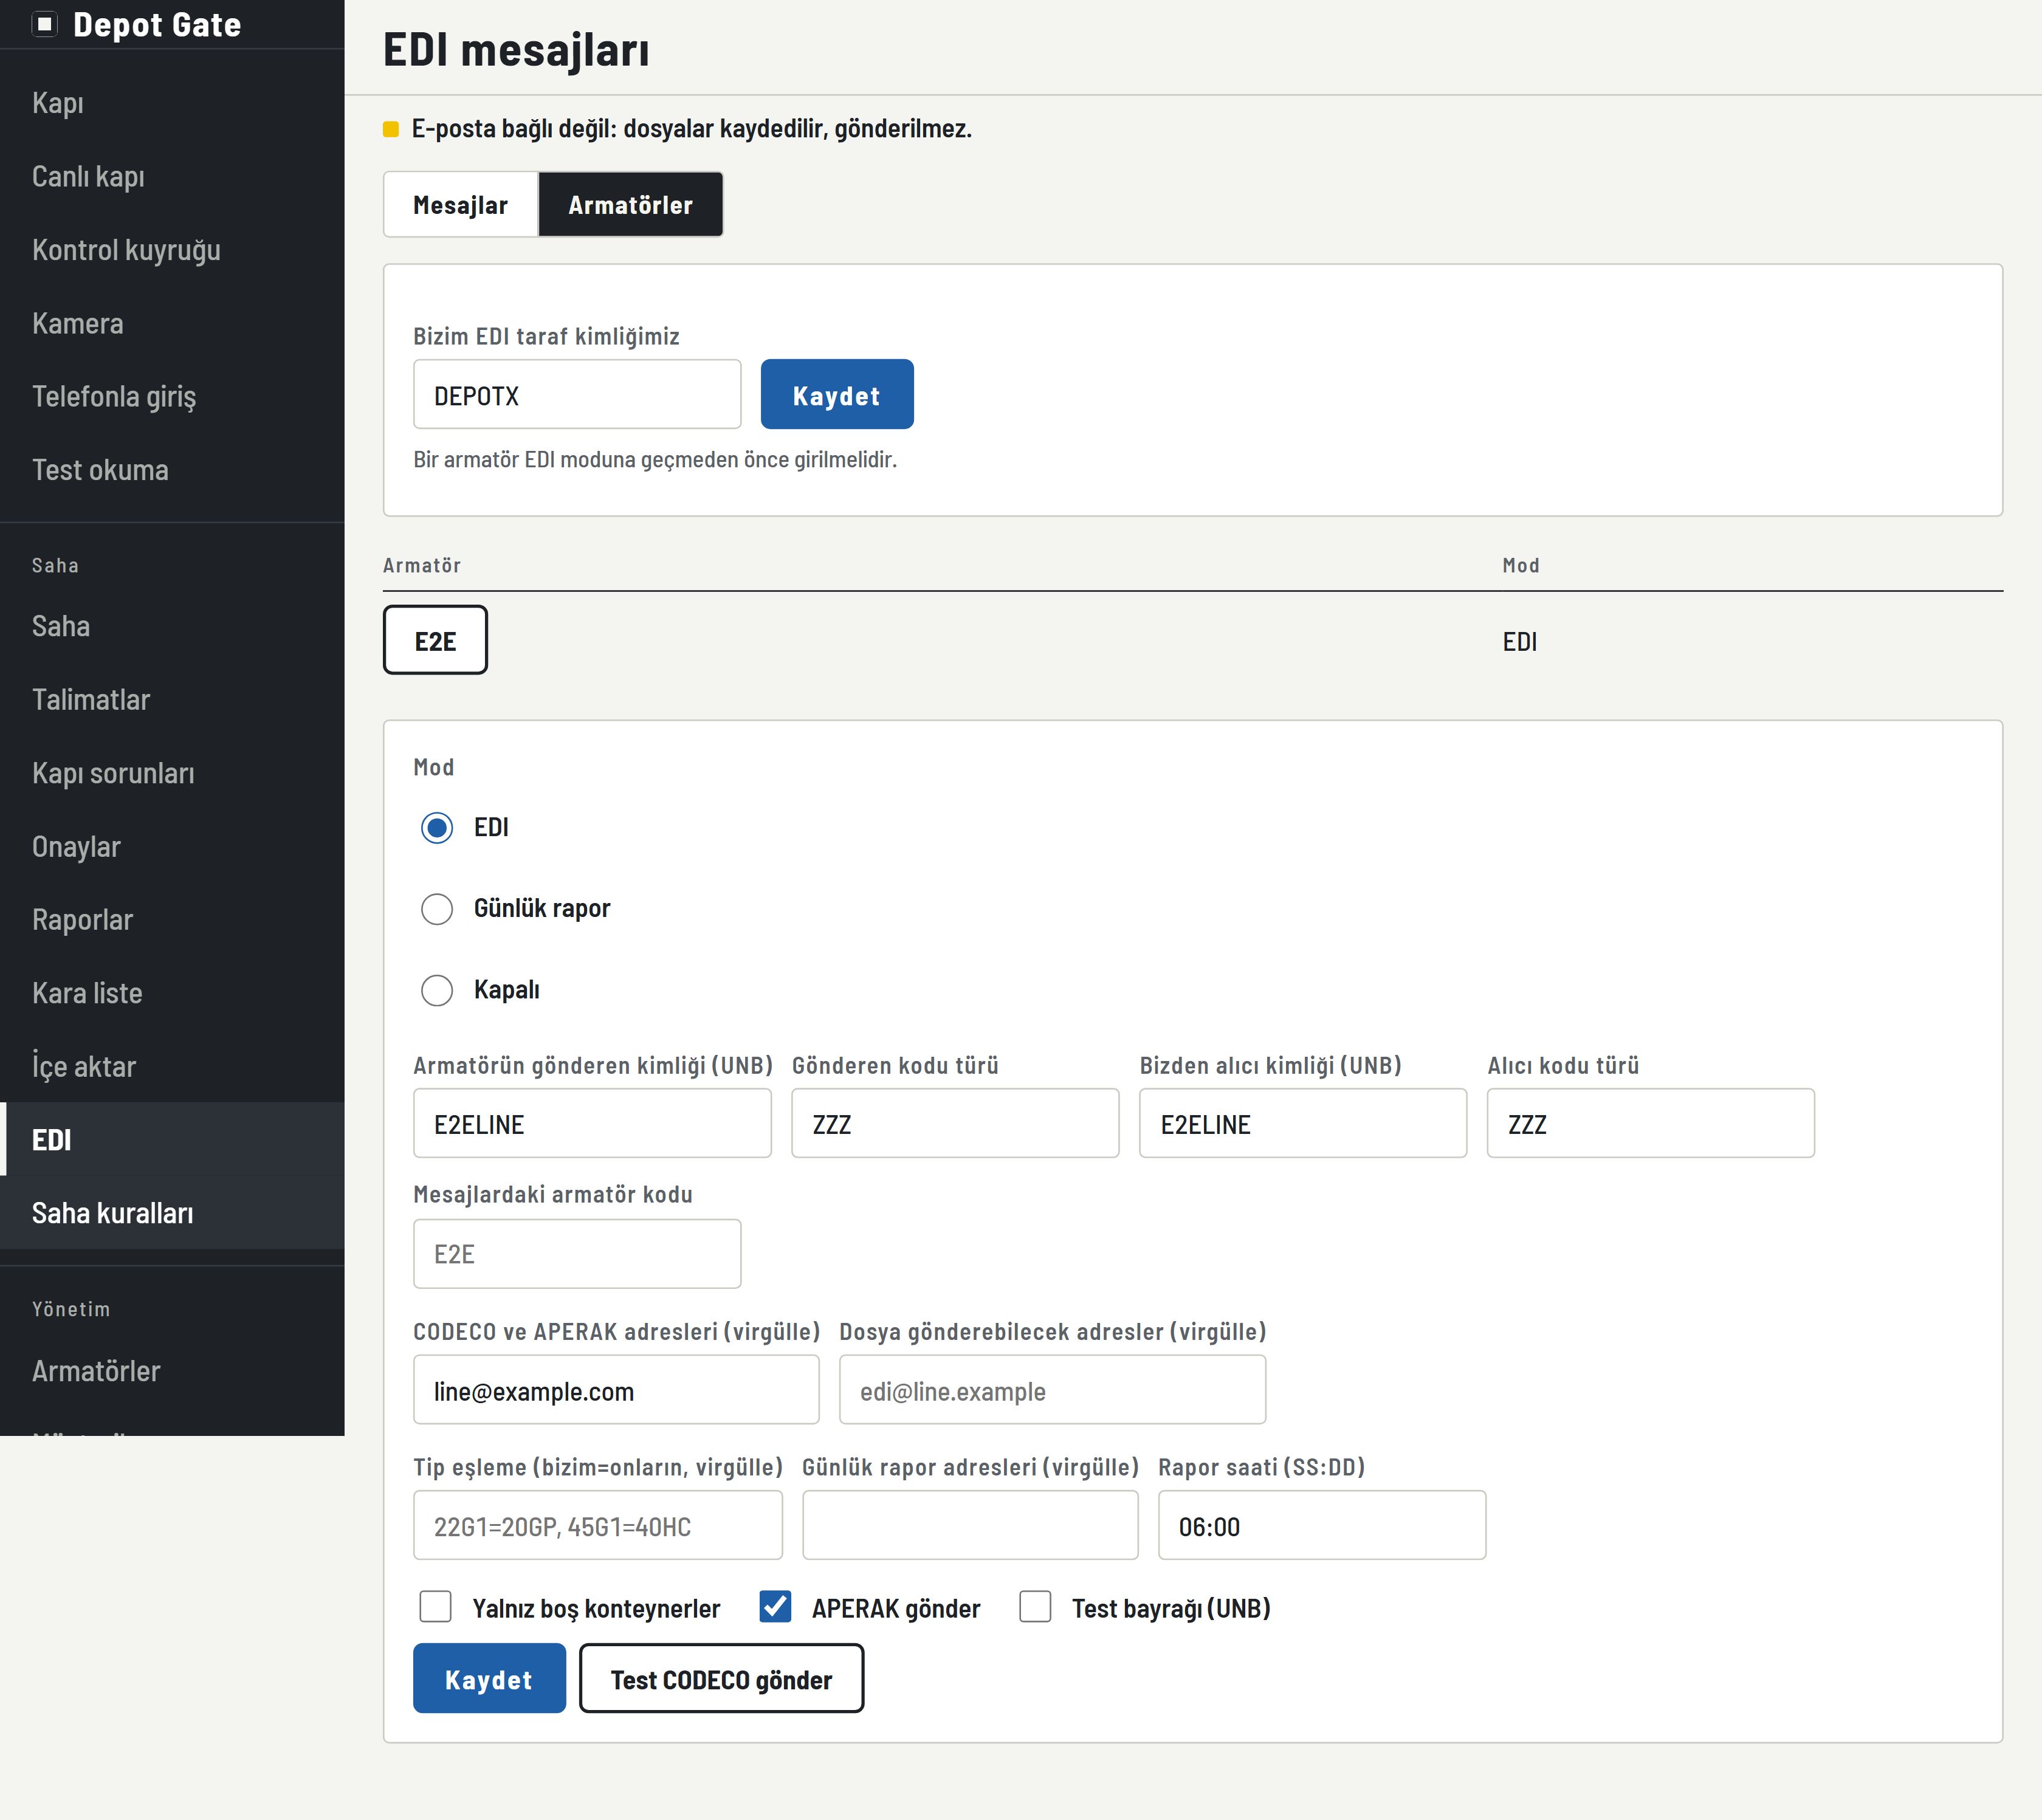 Depot Gate
Kapı
Canlı kapı
Kontrol kuyruğu
Kamera
Telefonla giriş
Test okuma
Saha
Saha
Talimatlar
Kapı sorunları
Onaylar
Raporlar
Kara liste
İçe aktar
EDI
Saha kuralları
Yönetim
Armatörler
EDI mesajları
E-posta bağlı değil: dosyalar kaydedilir, gönderilmez.
Mesajlar Armatörler
Bizim EDI taraf kimliğimiz
DEPOTX Kaydet
Bir armatör EDI moduna geçmeden önce girilmelidir.
Armatör Mod
E2E EDI
Mod
EDI
Günlük rapor
Kapalı
Armatörün gönderen kimliği (UNB) Gönderen kodu türü Bizden alıcı kimliği (UNB) Alıcı kodu türü
E2ELINE ZZZ E2ELINE ZZZ
Mesajlardaki armatör kodu
E2E
CODECO ve APERAK adresleri (virgülle) Dosya gönderebilecek adresler (virgülle)
line@example.com edi@line.example
Tip eşleme (bizim=onların, virgülle) Günlük rapor adresleri (virgülle) Rapor saati (SS:DD)
22G1=20GP, 45G1=40HC 06:00
Yalnız boş konteynerler APERAK gönder Test bayrağı (UNB)
Kaydet Test CODECO gönder